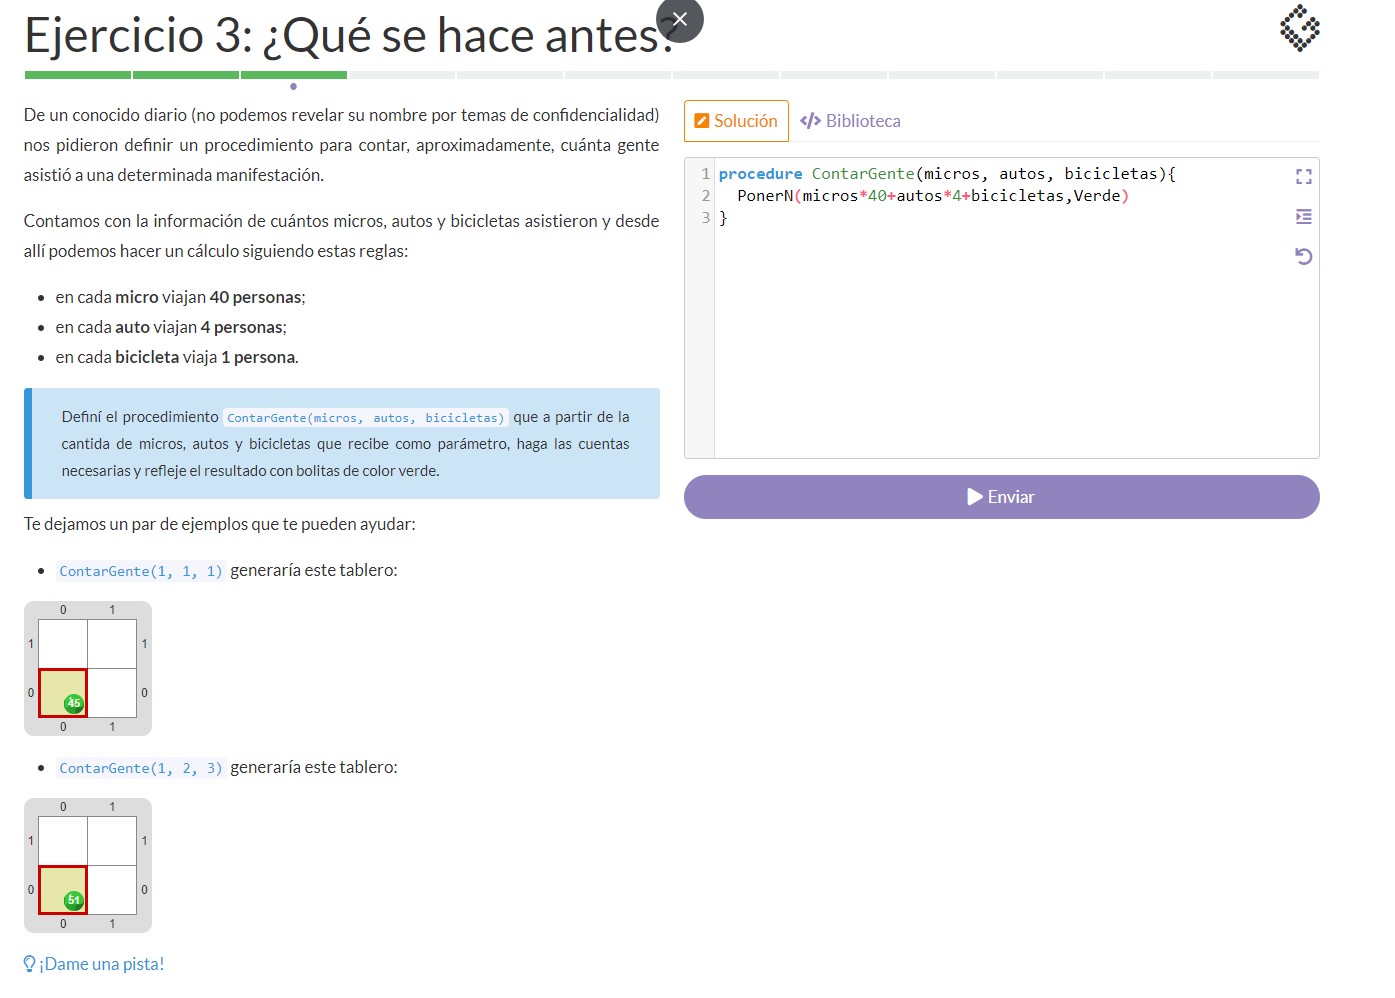 Ejercicio 3: ¿Qué se hace antes?
De un conocido diario (no podemos revelar su nombre por temas de confidencialidad)
nos pidieron definir un procedimiento para contar, aproximadamente, cuánta gente
asistió a una determinada manifestación.
Contamos con la información de cuántos micros, autos y bicicletas asistieron y desde
allí podemos hacer un cálculo siguiendo estas reglas:
en cada micro viajan 40 personas;
en cada auto viajan 4 personas;
en cada bicicleta viaja 1 persona.
Definí el procedimiento ContarGente(micros, autos, bicicletas) que a partir de la
cantida de micros, autos y bicicletas que recibe como parámetro, haga las cuentas
necesarias y refleje el resultado con bolitas de color verde.
Te dejamos un par de ejemplos que te pueden ayudar:
ContarGente(1, 1, 1) generaría este tablero:
0 1
1 1
0 45 0
0 1
ContarGente(1, 2, 3) generaría este tablero:
0 1
1 1
0 51 0
0 1
¡Dame una pista!
Solución </> Biblioteca
1 procedure ContarGente(micros, autos, bicicletas){
2 PonerN(micros*40+autos*4+bicicletas,Verde)
3 }
Enviar